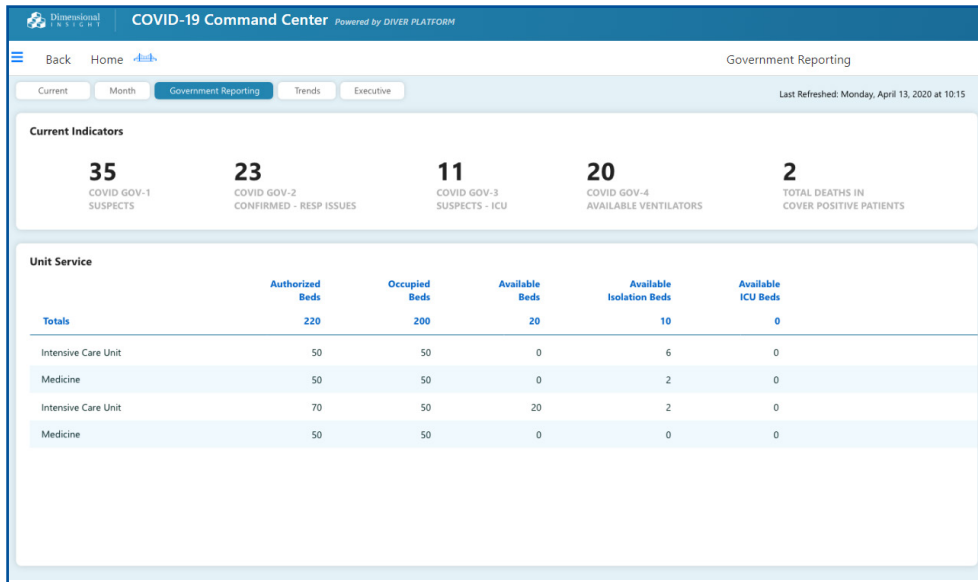 Dimensional INSIGHT COVID-19 Command Center Powered by DIVER PLATFORM
Back Home Government Reporting
Current Month Government Reporting Trends Executive Last Refreshed: Monday, April 13, 2020 at 10:15
Current Indicators
35 23 11 20 2
COVID GOV-1 COVID GOV-2 COVID GOV-3 COVID GOV-4 TOTAL DEATHS IN
SUSPECTS CONFIRMED - RESP ISSUES SUSPECTS - ICU AVAILABLE VENTILATORS COVER POSITIVE PATIENTS
Unit Service
Authorized Occupied Available Available Available
Beds Beds Beds Isolation Beds ICU Beds
Totals 220 200 20 10 0
Intensive Care Unit 50 50 0 6 0
Medicine 50 50 0 2 0
Intensive Care Unit 70 50 20 2 0
Medicine 50 50 0 0 0